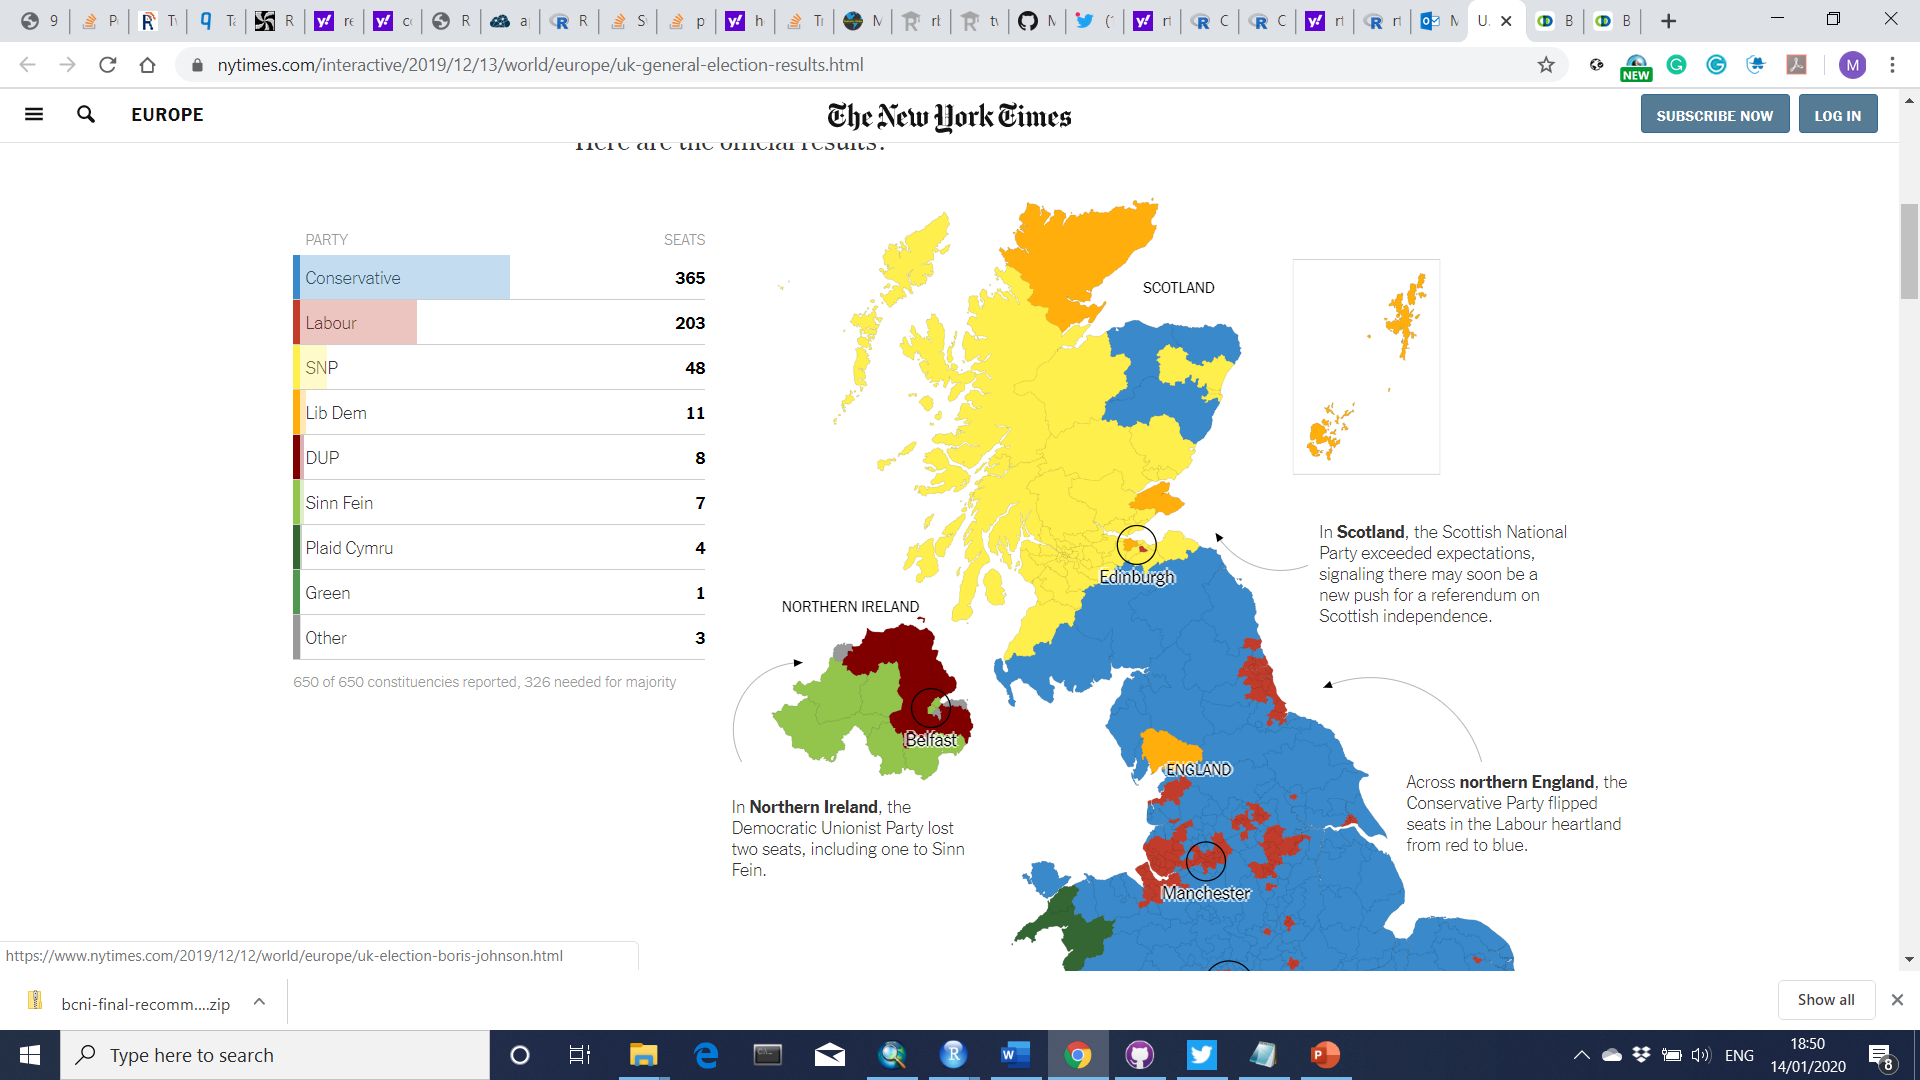 nytimes.com/interactive/2019/12/13/world/europe/uk-general-election-results.html
NEW
M
EUROPE
The New York Times
SUBSCRIBE NOW
LOG IN
Here are the official results:
PARTY SEATS
Conservative 365
Labour 203
SNP 48
Lib Dem 11
DUP 8
Sinn Fein 7
Plaid Cymru 4
Green 1
Other 3
650 of 650 constituencies reported, 326 needed for majority
SCOTLAND
Edinburgh
In Scotland, the Scottish National
Party exceeded expectations,
signaling there may soon be a
new push for a referendum on
Scottish independence.
NORTHERN IRELAND
Belfast
In Northern Ireland, the
Democratic Unionist Party lost
two seats, including one to Sinn
Fein.
ENGLAND
Across northern England, the
Conservative Party flipped
seats in the Labour heartland
from red to blue.
Manchester
https://www.nytimes.com/2019/12/12/world/europe/uk-election-boris-johnson.html
bcni-final-recomm....zip
Show all
Type here to search
ENG
18:50
14/01/2020
8